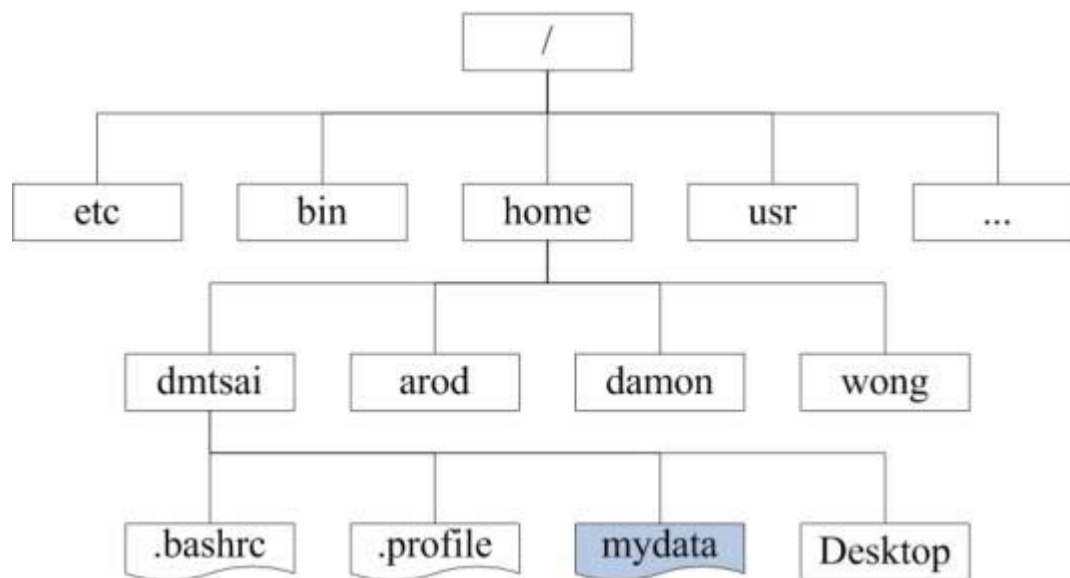 /
etc bin home usr ...
dmtsai arod damon wong
.bashrc .profile mydata Desktop